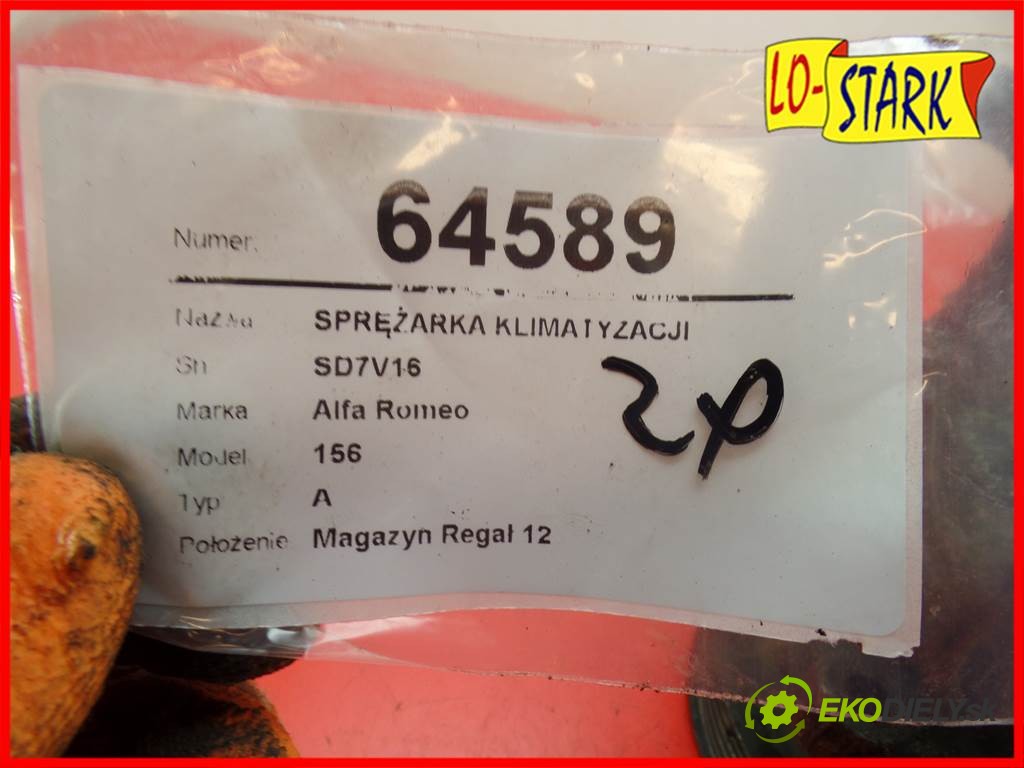 LO-STARK
Numer: 64589
Nazwa SPRĘŻARKA KLIMATYZACJI
Sn SD7V16
Marka Alfa Romeo
Model 156
Typ A
Położenie Magazyn Regał 12
EKODIELY.sk